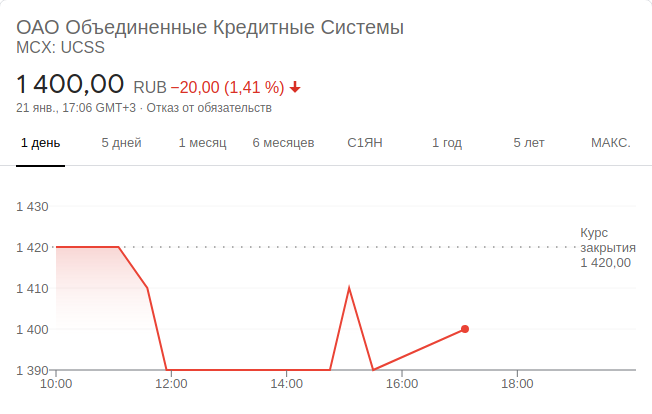 ОАО Объединенные Кредитные Системы
MCX: UCSS
1 400,00 RUB −20,00 (1,41 %)
21 янв., 17:06 GMT+3 · Отказ от обязательств
1 день 5 дней 1 месяц 6 месяцев С1ЯН 1 год 5 лет МАКС.
1 430
Курс
1 420 закрытия
1 420,00
1 410
1 400
1 390
10:00 12:00 14:00 16:00 18:00